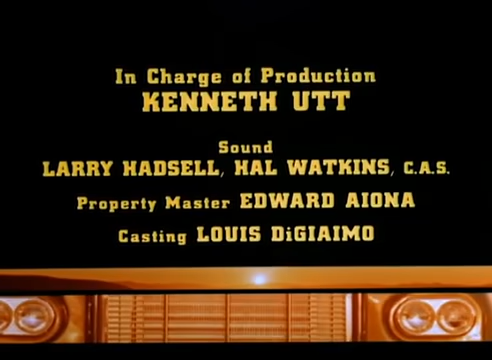 In Charge of Production
KENNETH UTT
Sound
LARRY HADSELL, HAL WATKINS, C.A.S.
Property Master EDWARD AIONA
Casting LOUIS DiGIAIMO